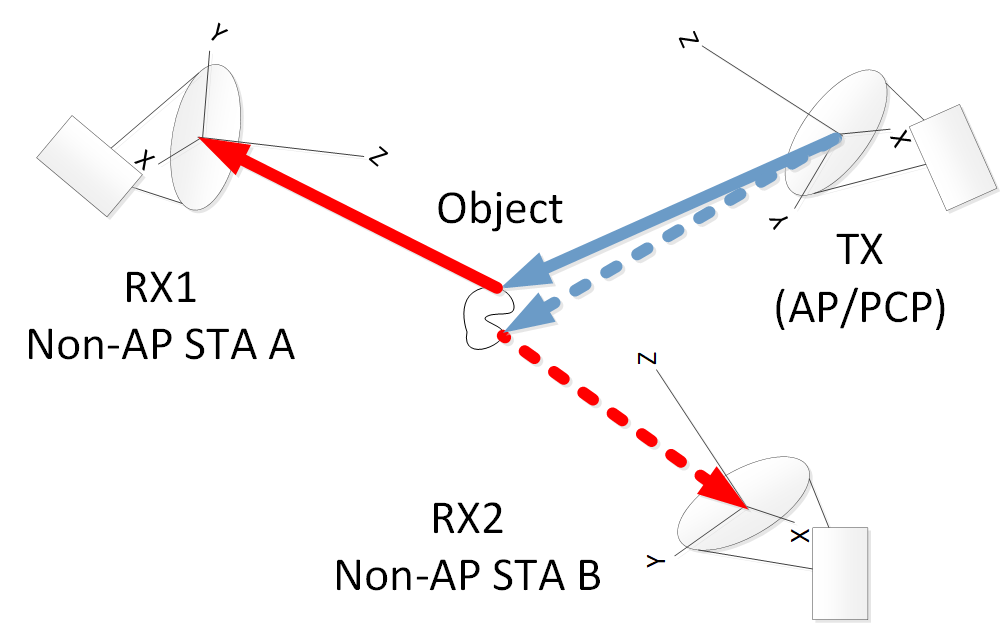 Y
X
Z
RX1
Non-AP STA A
Object
Z
X
Y
TX
(AP/PCP)
Z
X
Y
RX2
Non-AP STA B